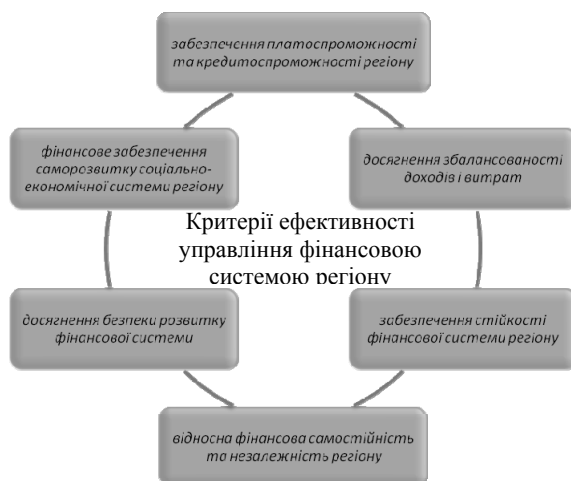 забезпечення платоспроможності
та кредитоспроможності регіону
фінансове забезпечення
саморозвитку соціально-
економічної системи регіону
досягнення збалансованості
доходів і витрат
Критерії ефективності
управління фінансовою
системою регіону
досягнення безпеки розвитку
фінансової системи
забезпечення стійкості
фінансової системи регіону
відносна фінансова самостійність
та незалежність регіону